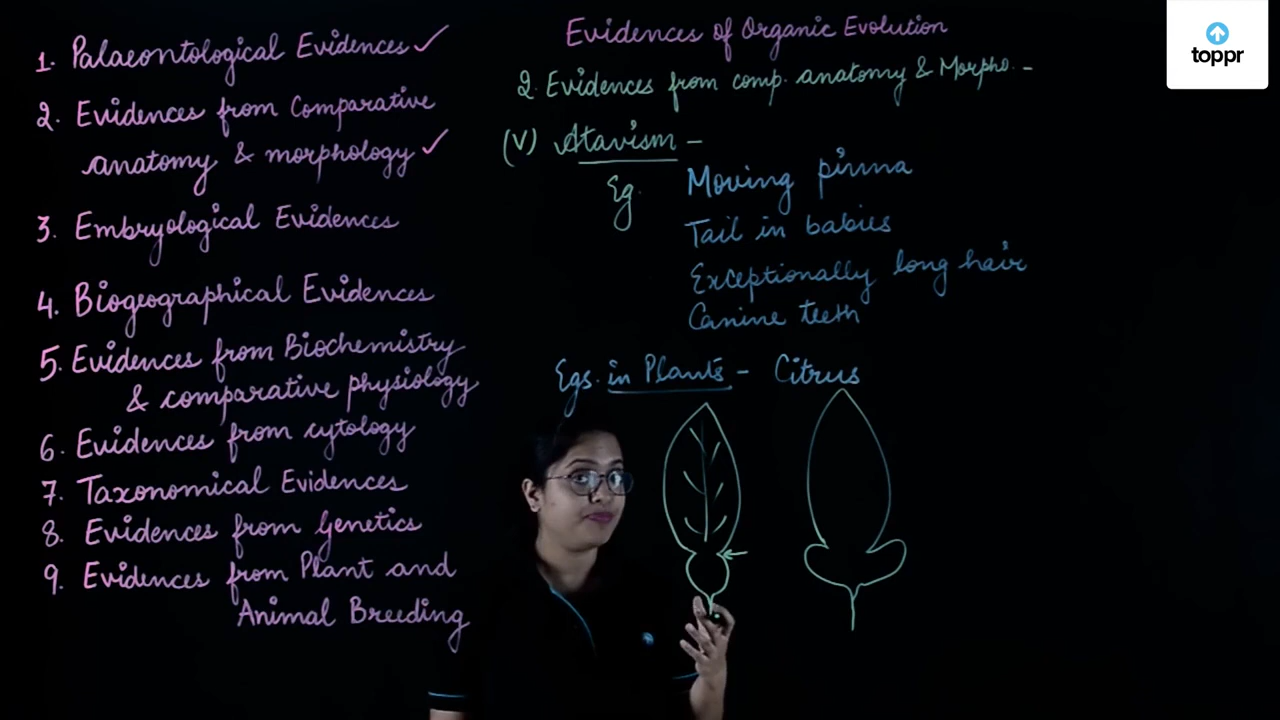 1. Palaeontological Evidences ✓
2. Evidences from Comparative
anatomy & morphology ✓
3. Embryological Evidences
4. Biogeographical Evidences
5. Evidences from Biochemistry
& comparative physiology
6. Evidences from cytology
7. Taxonomical Evidences
8. Evidences from Genetics
9. Evidences from Plant and
Animal Breeding
Evidences of Organic Evolution
2. Evidences from comp. anatomy & Morpho. -
(V) Atavism -
Eg. Moving pinna
Tail in babies
Exceptionally long hair
Canine teeth
Egs. in Plants - Citrus
toppr